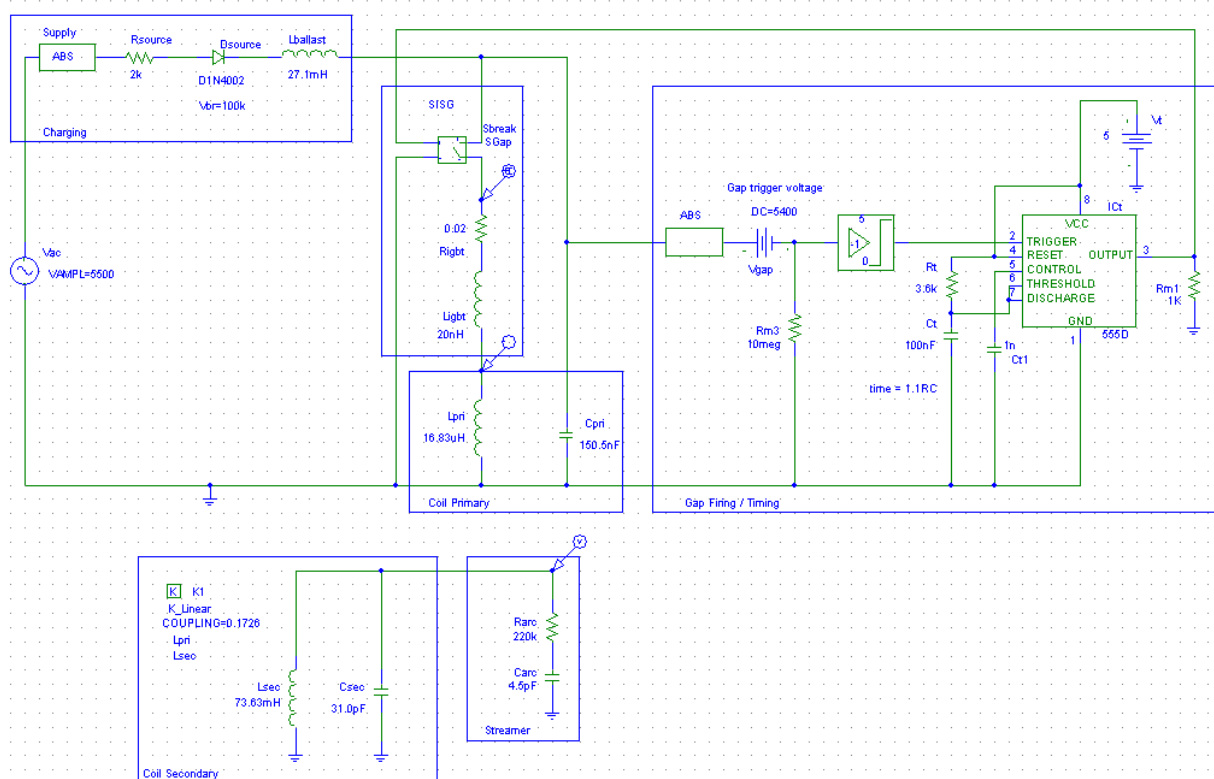 Supply
ABS
Rsource
2k
Dsource
D1N4002
Vbr=100k
Lballast
27.1mH
Charging
SISG
Sbreak
SGap
0.02
Rigbt
Ligbt
20nH
Vac
VAMPL=5500
Lpri
16.83uH
Cpri
150.5nF
Coil Primary
Gap trigger voltage
DC=5400
ABS
Vgap
Rm3
10meg
5
-1
0
Vt
5
8
ICt
VCC
2
TRIGGER
4
RESET
5
CONTROL
6
THRESHOLD
7
DISCHARGE
OUTPUT
3
GND
1
555D
Rt
3.6k
Ct
100nF
1n
Ct1
time = 1.1RC
Rm1
1K
Gap Firing / Timing
K K1
K_Linear
COUPLING=0.1726
Lpri
Lsec
Lsec
73.63mH
Csec
31.0pF
Coil Secondary
V
Rarc
220k
Carc
4.5pF
Streamer